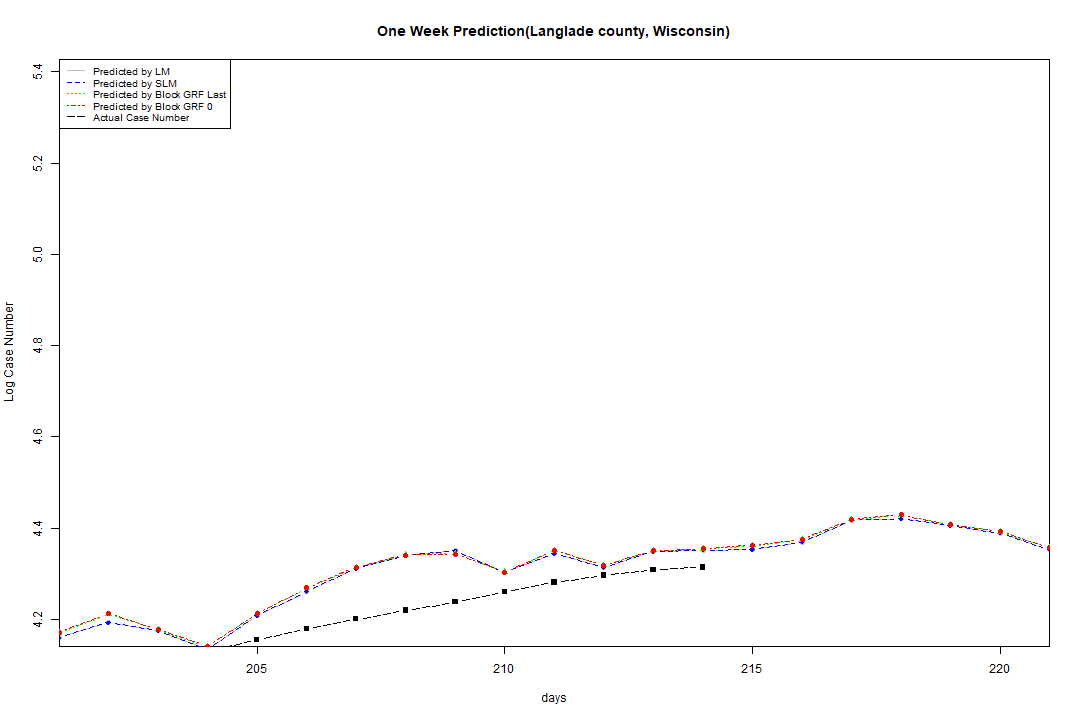 One Week Prediction(Langlade county, Wisconsin)
Predicted by LM
Predicted by SLM
Predicted by Block GRF Last
Predicted by Block GRF 0
Actual Case Number
5.4
5.2
5.0
4.8
4.6
4.4
4.2
Log Case Number
205 210 215 220
days